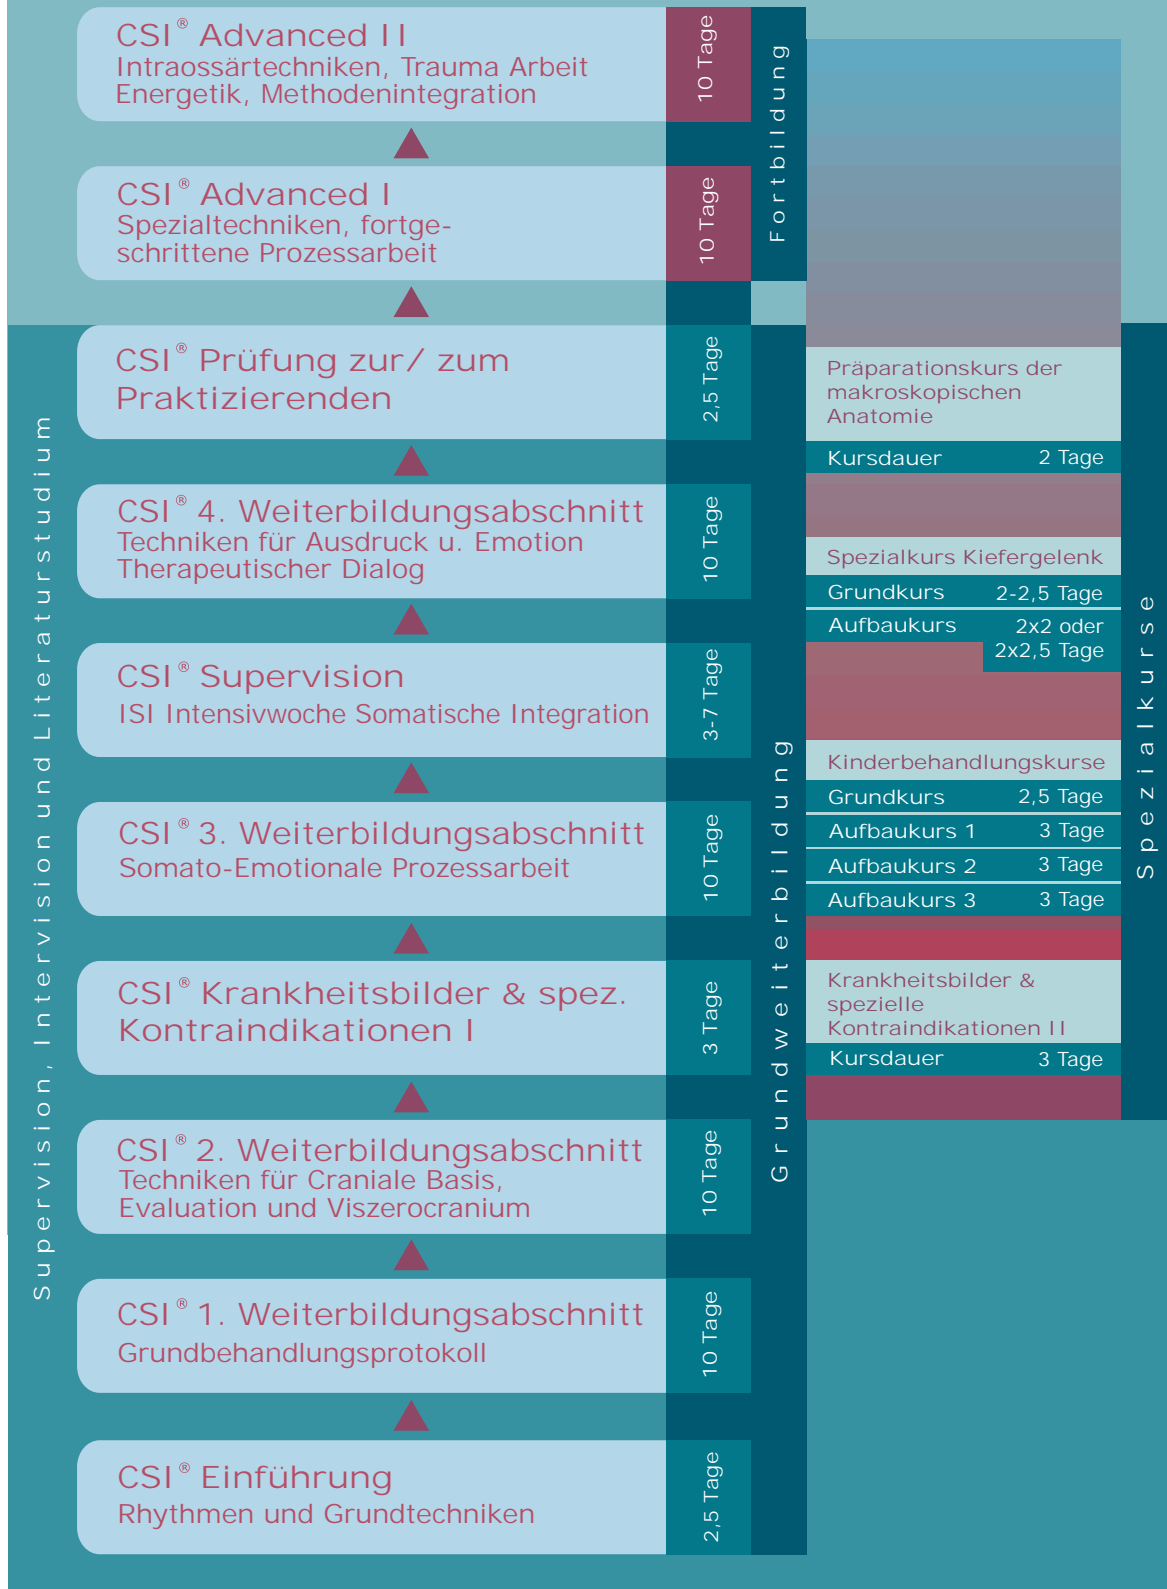 CSI® Advanced II
Intraossärtechniken, Trauma Arbeit
Energetik, Methodenintegration
10 Tage
CSI® Advanced I
Spezialtechniken, fortge-
schrittene Prozessarbeit
10 Tage
Fortbildung
CSI® Prüfung zur/ zum
Praktizierenden
2,5 Tage
CSI® 4. Weiterbildungsabschnitt
Techniken für Ausdruck u. Emotion
Therapeutischer Dialog
10 Tage
CSI® Supervision
ISI Intensivwoche Somatische Integration
3-7 Tage
CSI® 3. Weiterbildungsabschnitt
Somato-Emotionale Prozessarbeit
10 Tage
CSI® Krankheitsbilder & spez.
Kontraindikationen I
3 Tage
CSI® 2. Weiterbildungsabschnitt
Techniken für Craniale Basis,
Evaluation und Viszerocranium
10 Tage
CSI® 1. Weiterbildungsabschnitt
Grundbehandlungsprotokoll
10 Tage
CSI® Einführung
Rhythmen und Grundtechniken
2,5 Tage
Supervision, Intervision und Literaturstudium
Grundweiterbildung
Präparationskurs der
makroskopischen
Anatomie
Kursdauer 2 Tage
Spezialkurs Kiefergelenk
Grundkurs 2-2,5 Tage
Aufbaukurs 2x2 oder
2x2,5 Tage
Kinderbehandlungskurse
Grundkurs 2,5 Tage
Aufbaukurs 1 3 Tage
Aufbaukurs 2 3 Tage
Aufbaukurs 3 3 Tage
Krankheitsbilder &
spezielle
Kontraindikationen II
Kursdauer 3 Tage
Spezialkurse